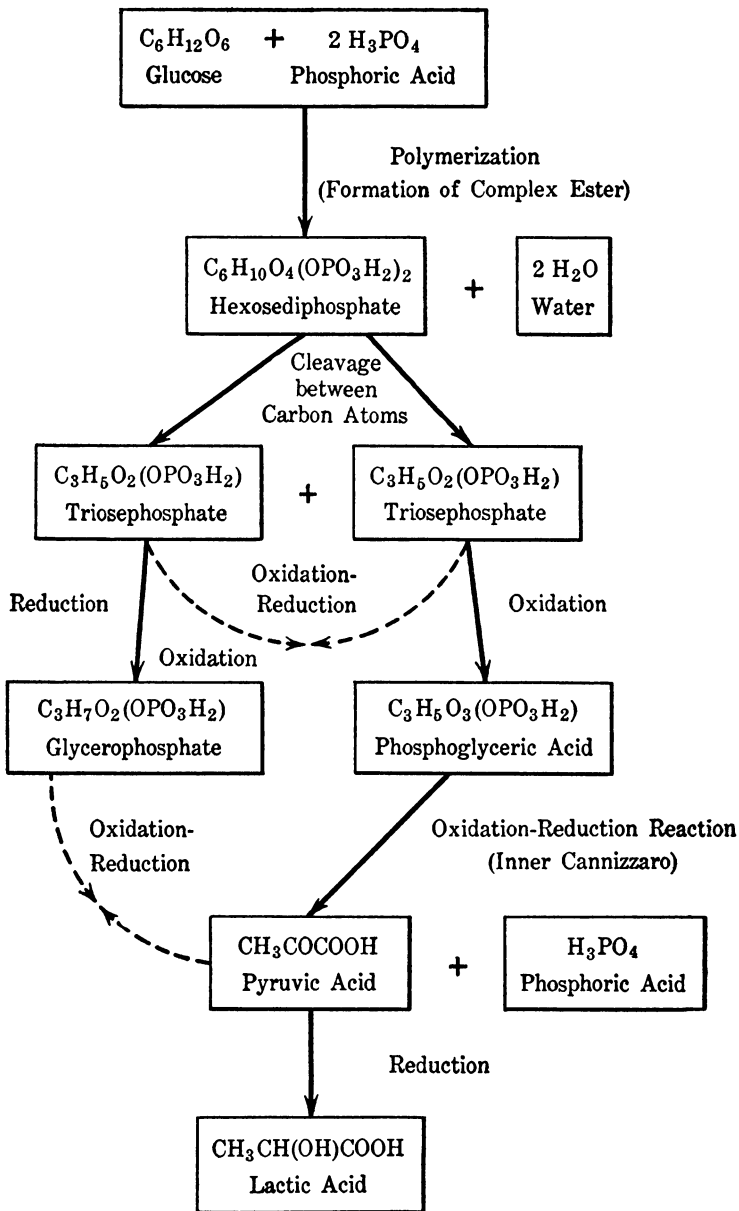 C₆H₁₂O₆ + 2 H₃PO₄
Glucose Phosphoric Acid
Polymerization
(Formation of Complex Ester)
C₆H₁₀O₄(OPO₃H₂)₂ + 2 H₂O
Hexosediphosphate Water
Cleavage
between
Carbon Atoms
C₃H₅O₂(OPO₃H₂) + C₃H₅O₂(OPO₃H₂)
Triosephosphate Triosephosphate
Oxidation-
Reduction Reduction Oxidation
Oxidation
C₃H₇O₂(OPO₃H₂) C₃H₅O₃(OPO₃H₂)
Glycerophosphate Phosphoglyceric Acid
Oxidation- Oxidation-Reduction Reaction
Reduction (Inner Cannizzaro)
CH₃COCOOH + H₃PO₄
Pyruvic Acid Phosphoric Acid
Reduction
CH₃CH(OH)COOH
Lactic Acid